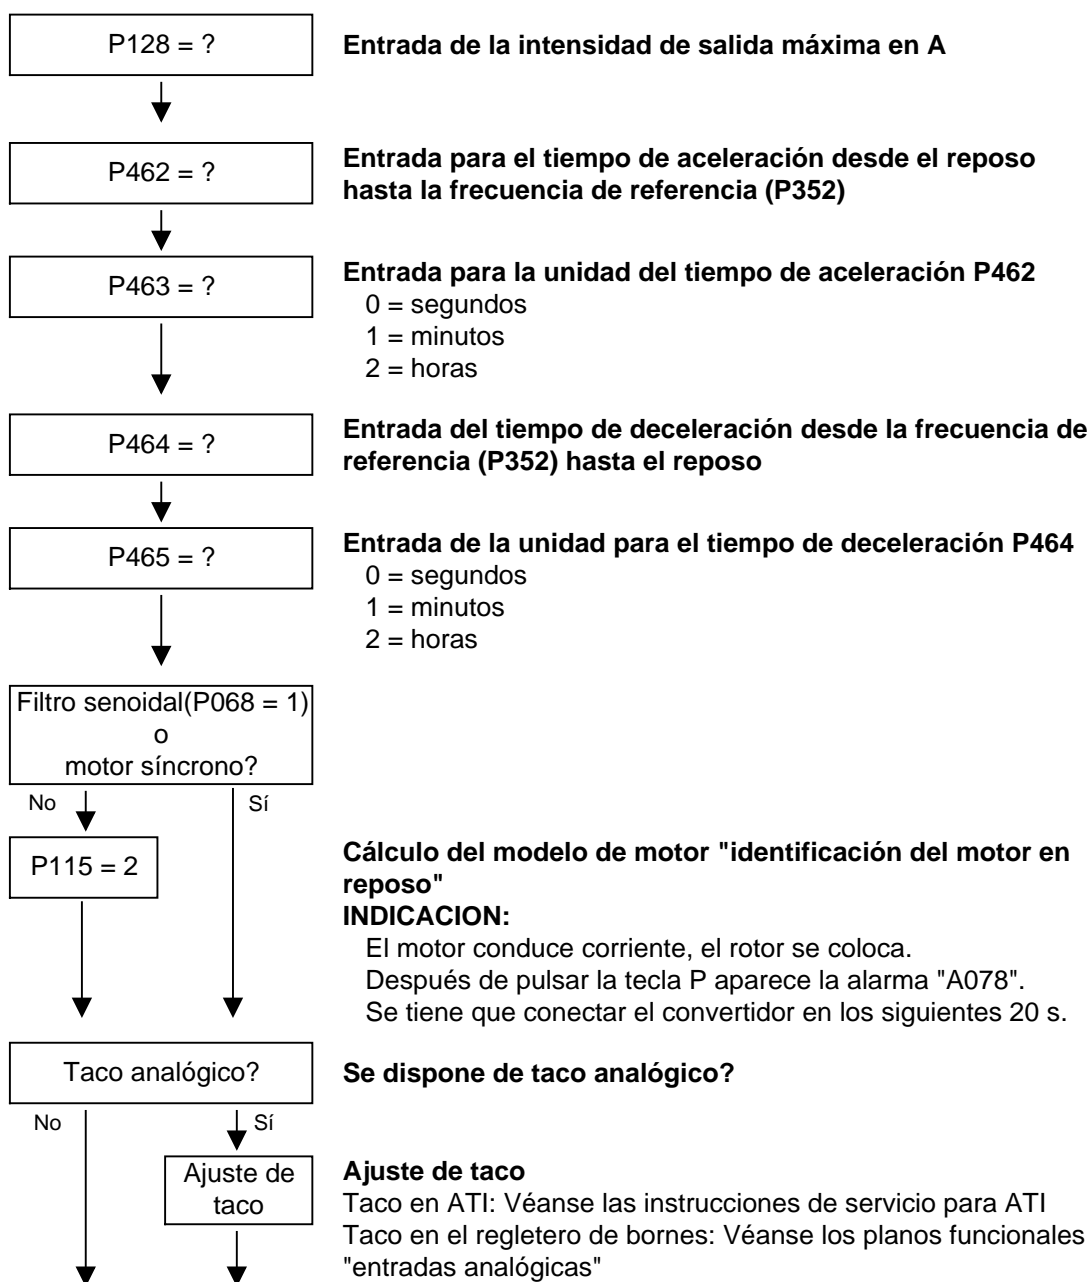 P128 = ?
Entrada de la intensidad de salida máxima en A
P462 = ?
Entrada para el tiempo de aceleración desde el reposo
hasta la frecuencia de referencia (P352)
P463 = ?
Entrada para la unidad del tiempo de aceleración P462
0 = segundos
1 = minutos
2 = horas
P464 = ?
Entrada del tiempo de deceleración desde la frecuencia de
referencia (P352) hasta el reposo
P465 = ?
Entrada de la unidad para el tiempo de deceleración P464
0 = segundos
1 = minutos
2 = horas
Filtro senoidal(P068 = 1)
o
motor síncrono?
No
Sí
P115 = 2
Cálculo del modelo de motor "identificación del motor en
reposo"
INDICACION:
El motor conduce corriente, el rotor se coloca.
Después de pulsar la tecla P aparece la alarma "A078".
Se tiene que conectar el convertidor en los siguientes 20 s.
Taco analógico?
Se dispone de taco analógico?
No
Sí
Ajuste de
taco
Ajuste de taco
Taco en ATI: Véanse las instrucciones de servicio para ATI
Taco en el regletero de bornes: Véanse los planos funcionales
"entradas analógicas"